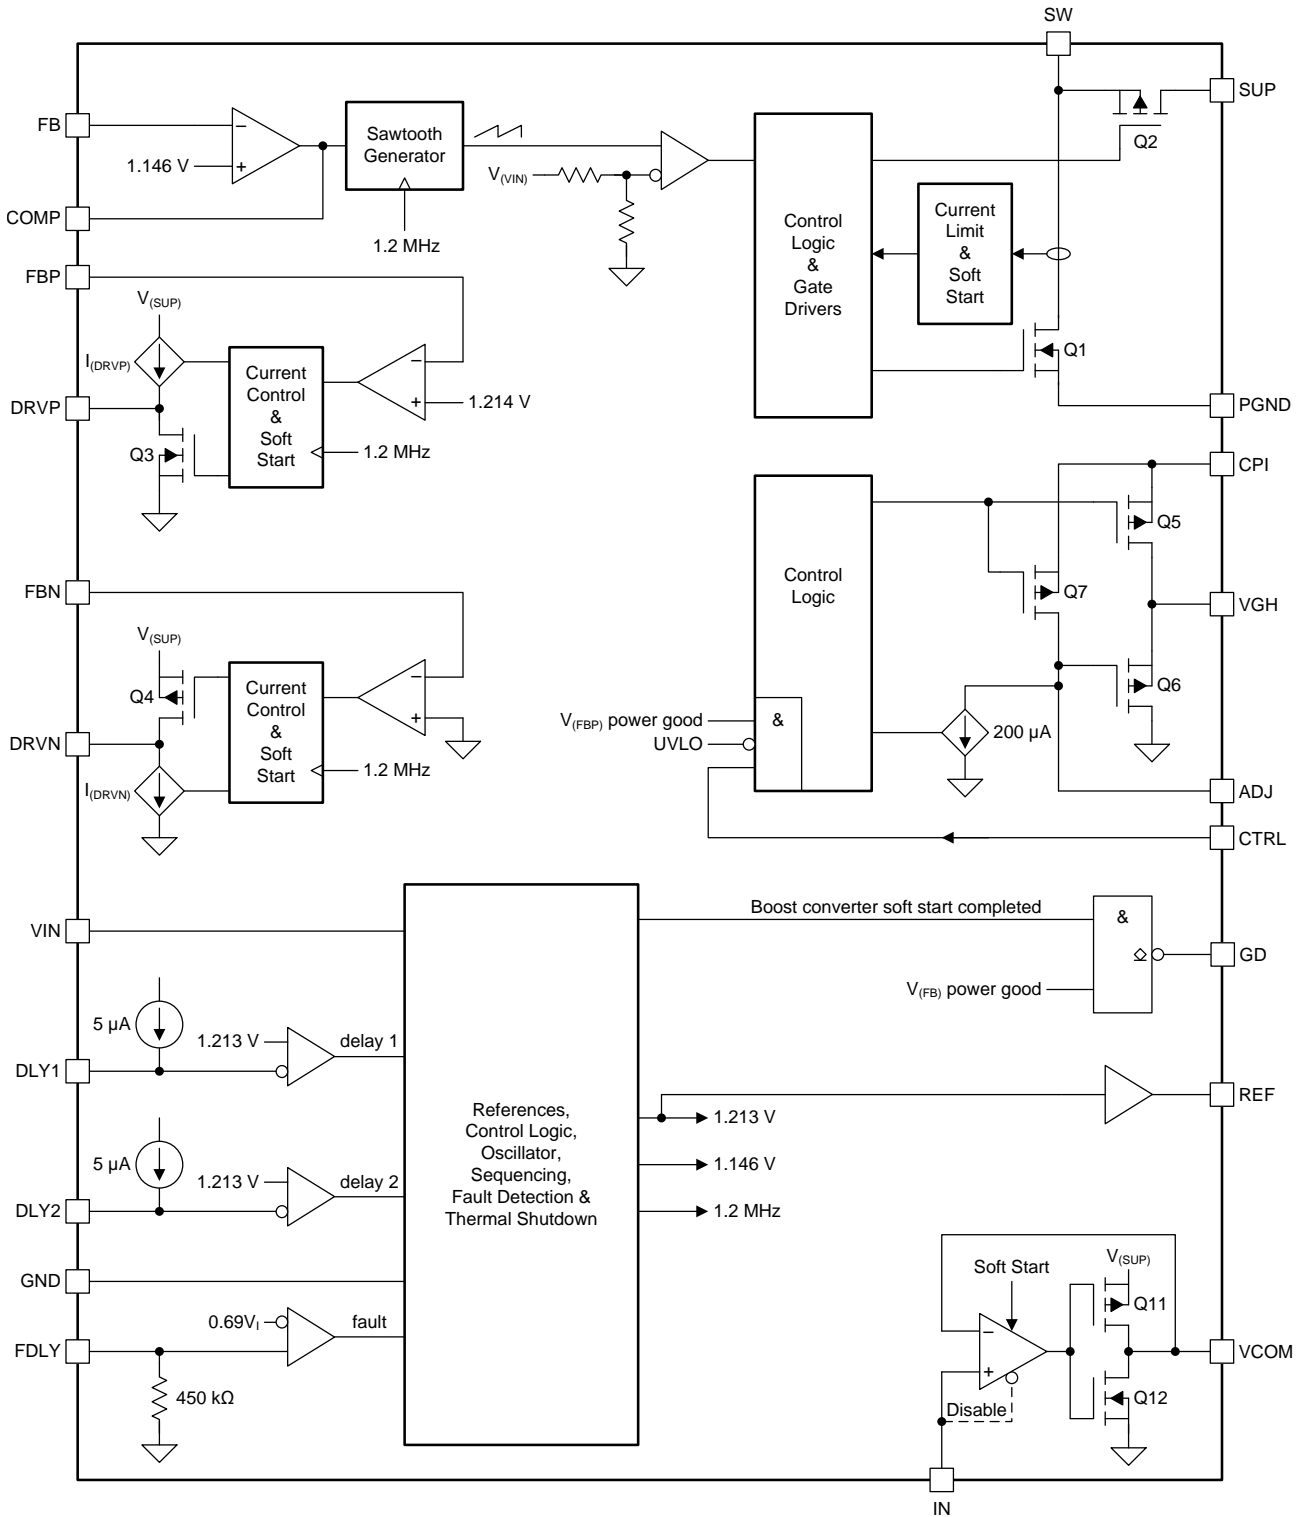 SW
SUP
FB
−
1.146 V
+
Sawtooth
Generator
1.2 MHz
COMP
V(VIN)
Control
Logic
&
Gate
Drivers
Current
Limit
&
Soft
Start
Q2
Q1
PGND
FBP
V(SUP)
I(DRVP)
DRVP
Q3
Current
Control
&
Soft
Start
−
+
1.214 V
1.2 MHz
CPI
Q5
Q7
Control
Logic
VGH
Q6
V(FBP) power good
UVLO
&
200 µA
ADJ
CTRL
FBN
V(SUP)
Q4
DRVN
I(DRVN)
Current
Control
&
Soft
Start
−
+
1.2 MHz
VIN
Boost converter soft start completed
&
V(FB) power good
GD
5 µA
1.213 V
delay 1
DLY1
5 µA
1.213 V
delay 2
DLY2
References,
Control Logic,
Oscillator,
Sequencing,
Fault Detection &
Thermal Shutdown
1.213 V
1.146 V
1.2 MHz
REF
GND
0.69VI
fault
FDLY
450 kΩ
Soft Start
V(SUP)
Q11
−
+
Disable
Q12
VCOM
IN